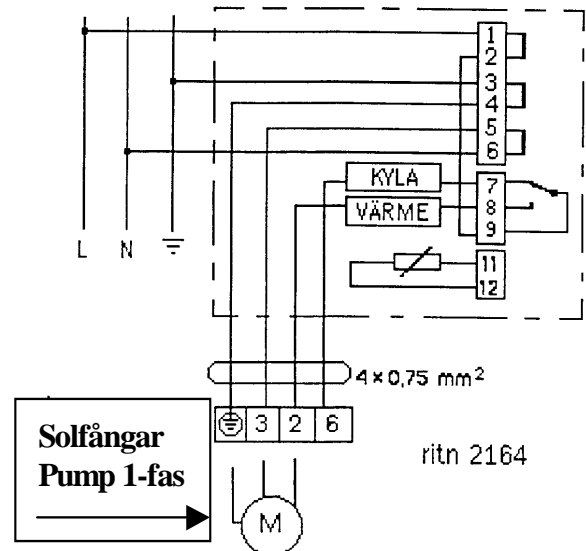 1
2
3
4
5
6
KYLA
7
VÄRME
8
9
L N
11
12
4 x 0,75 mm²
3 2 6
Solfångar
Pump 1-fas
ritn 2164
M